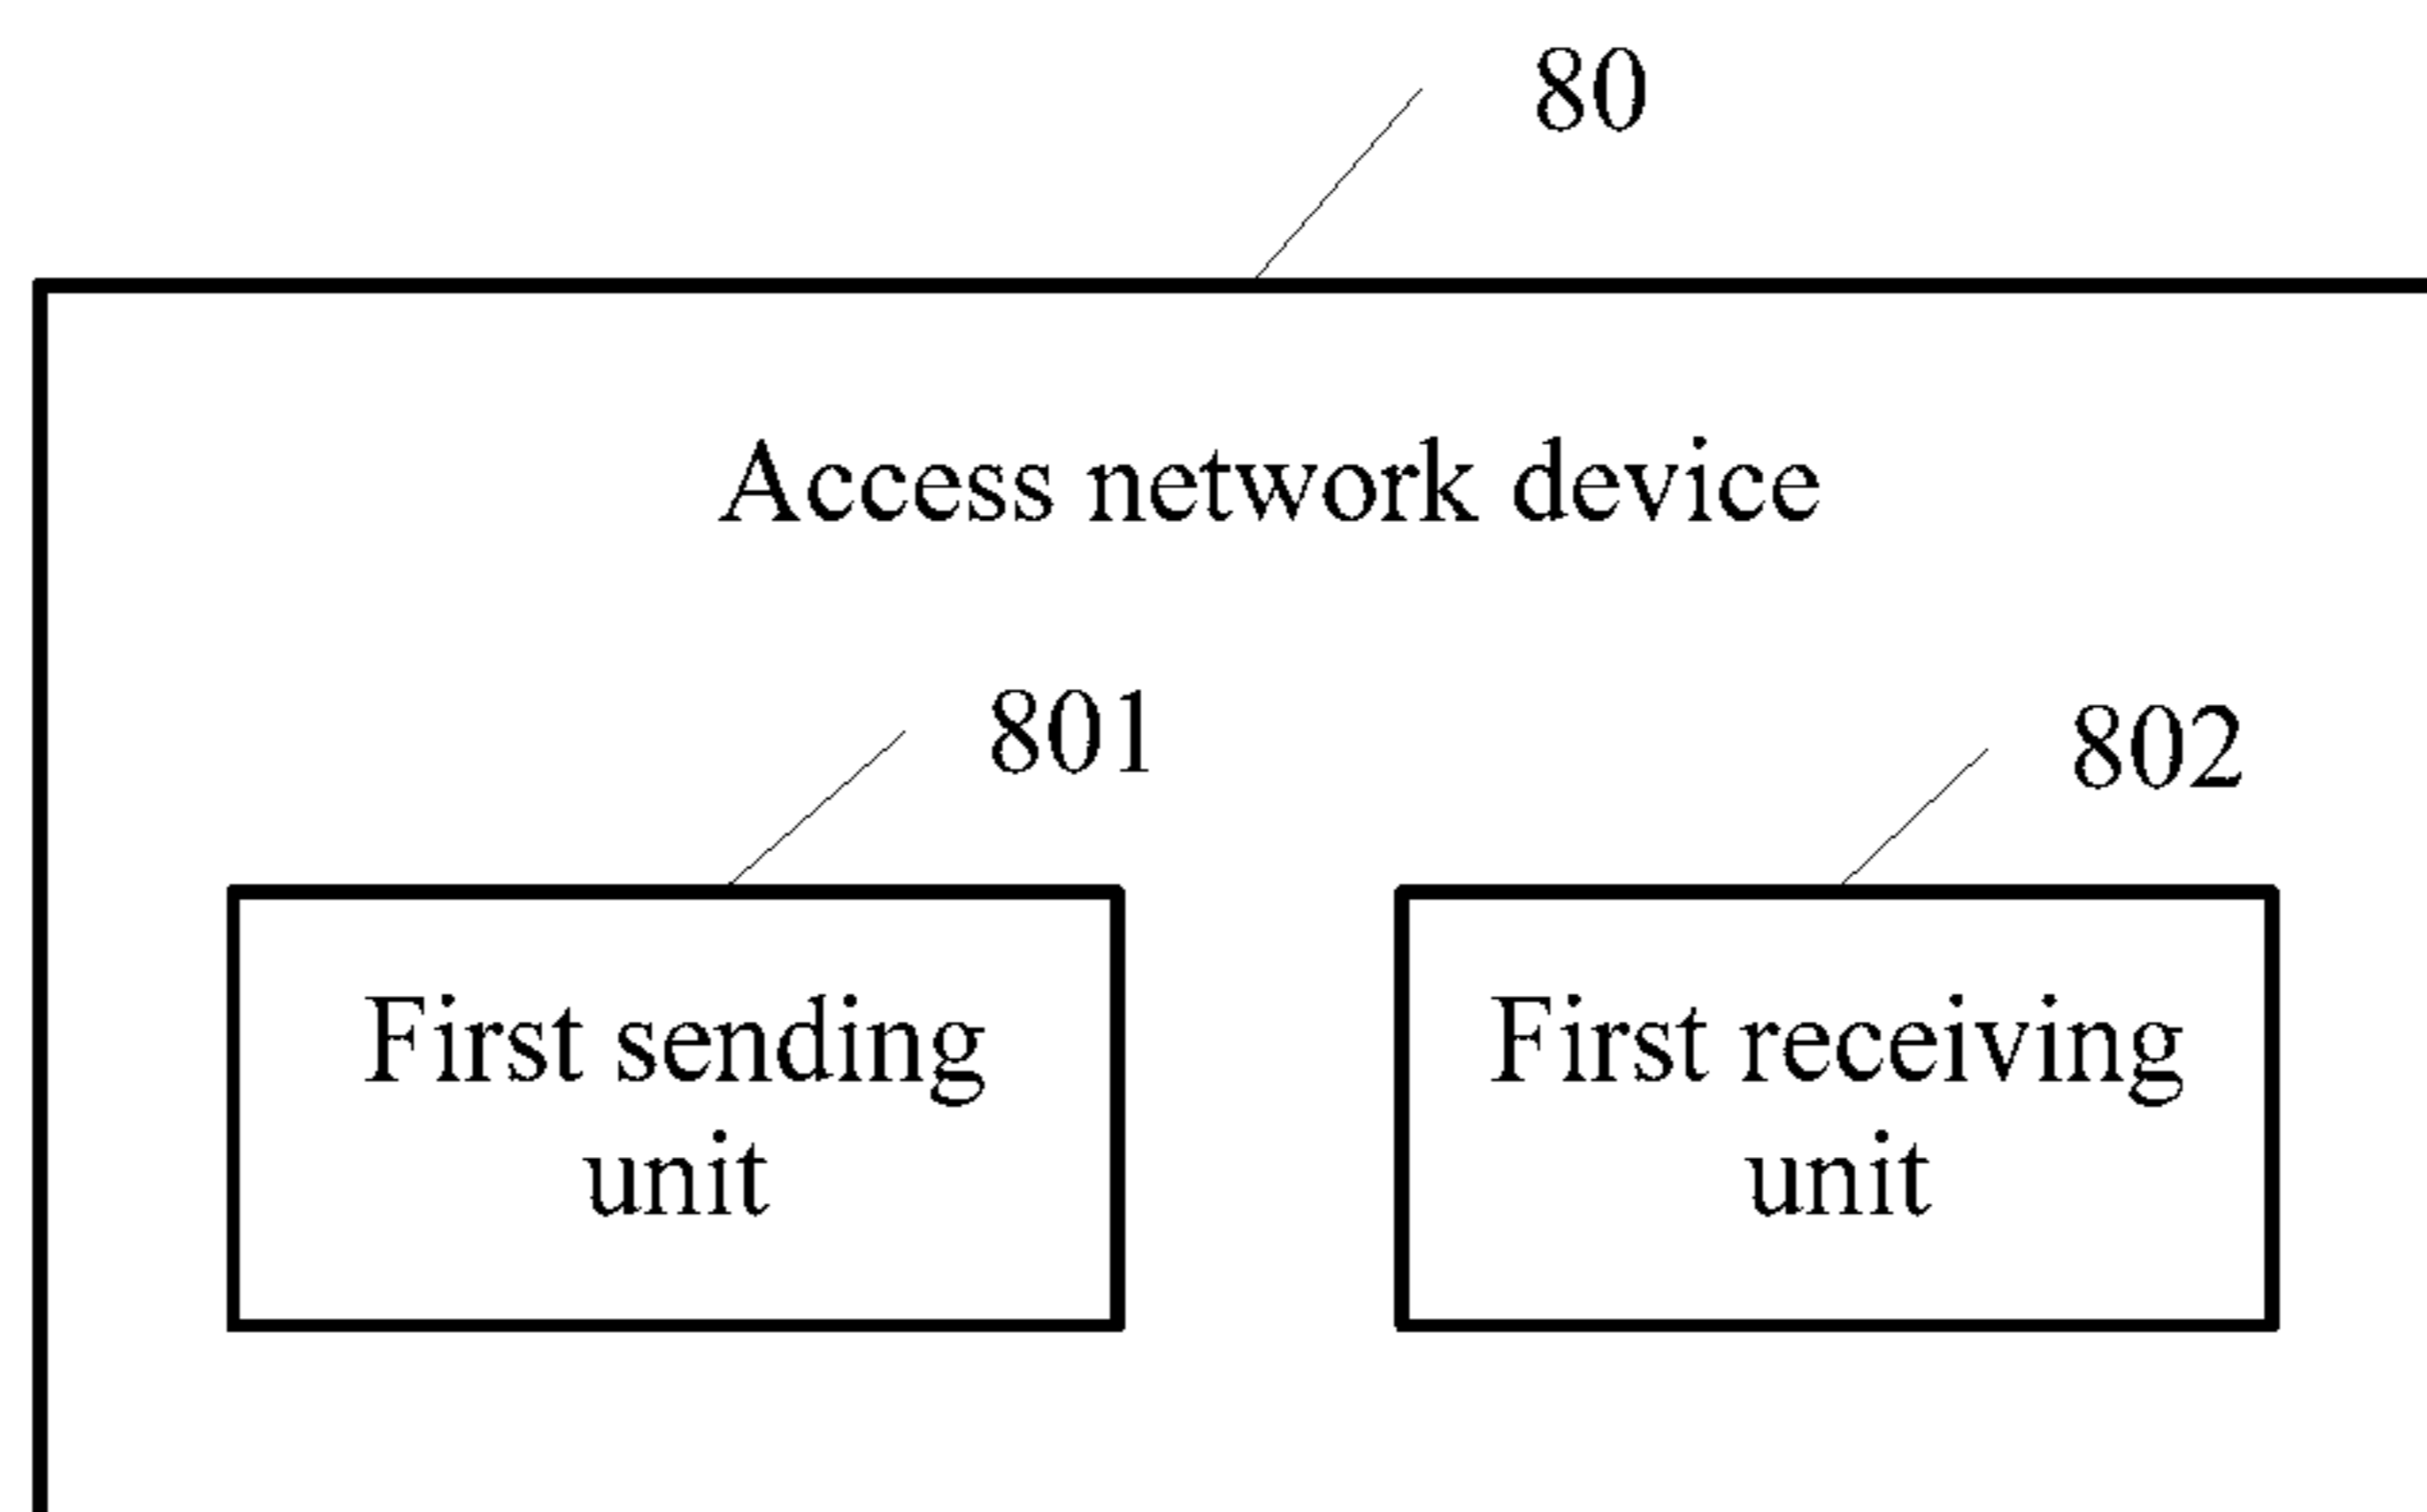 80
Access network device
801
802
First sending
unit
First receiving
unit